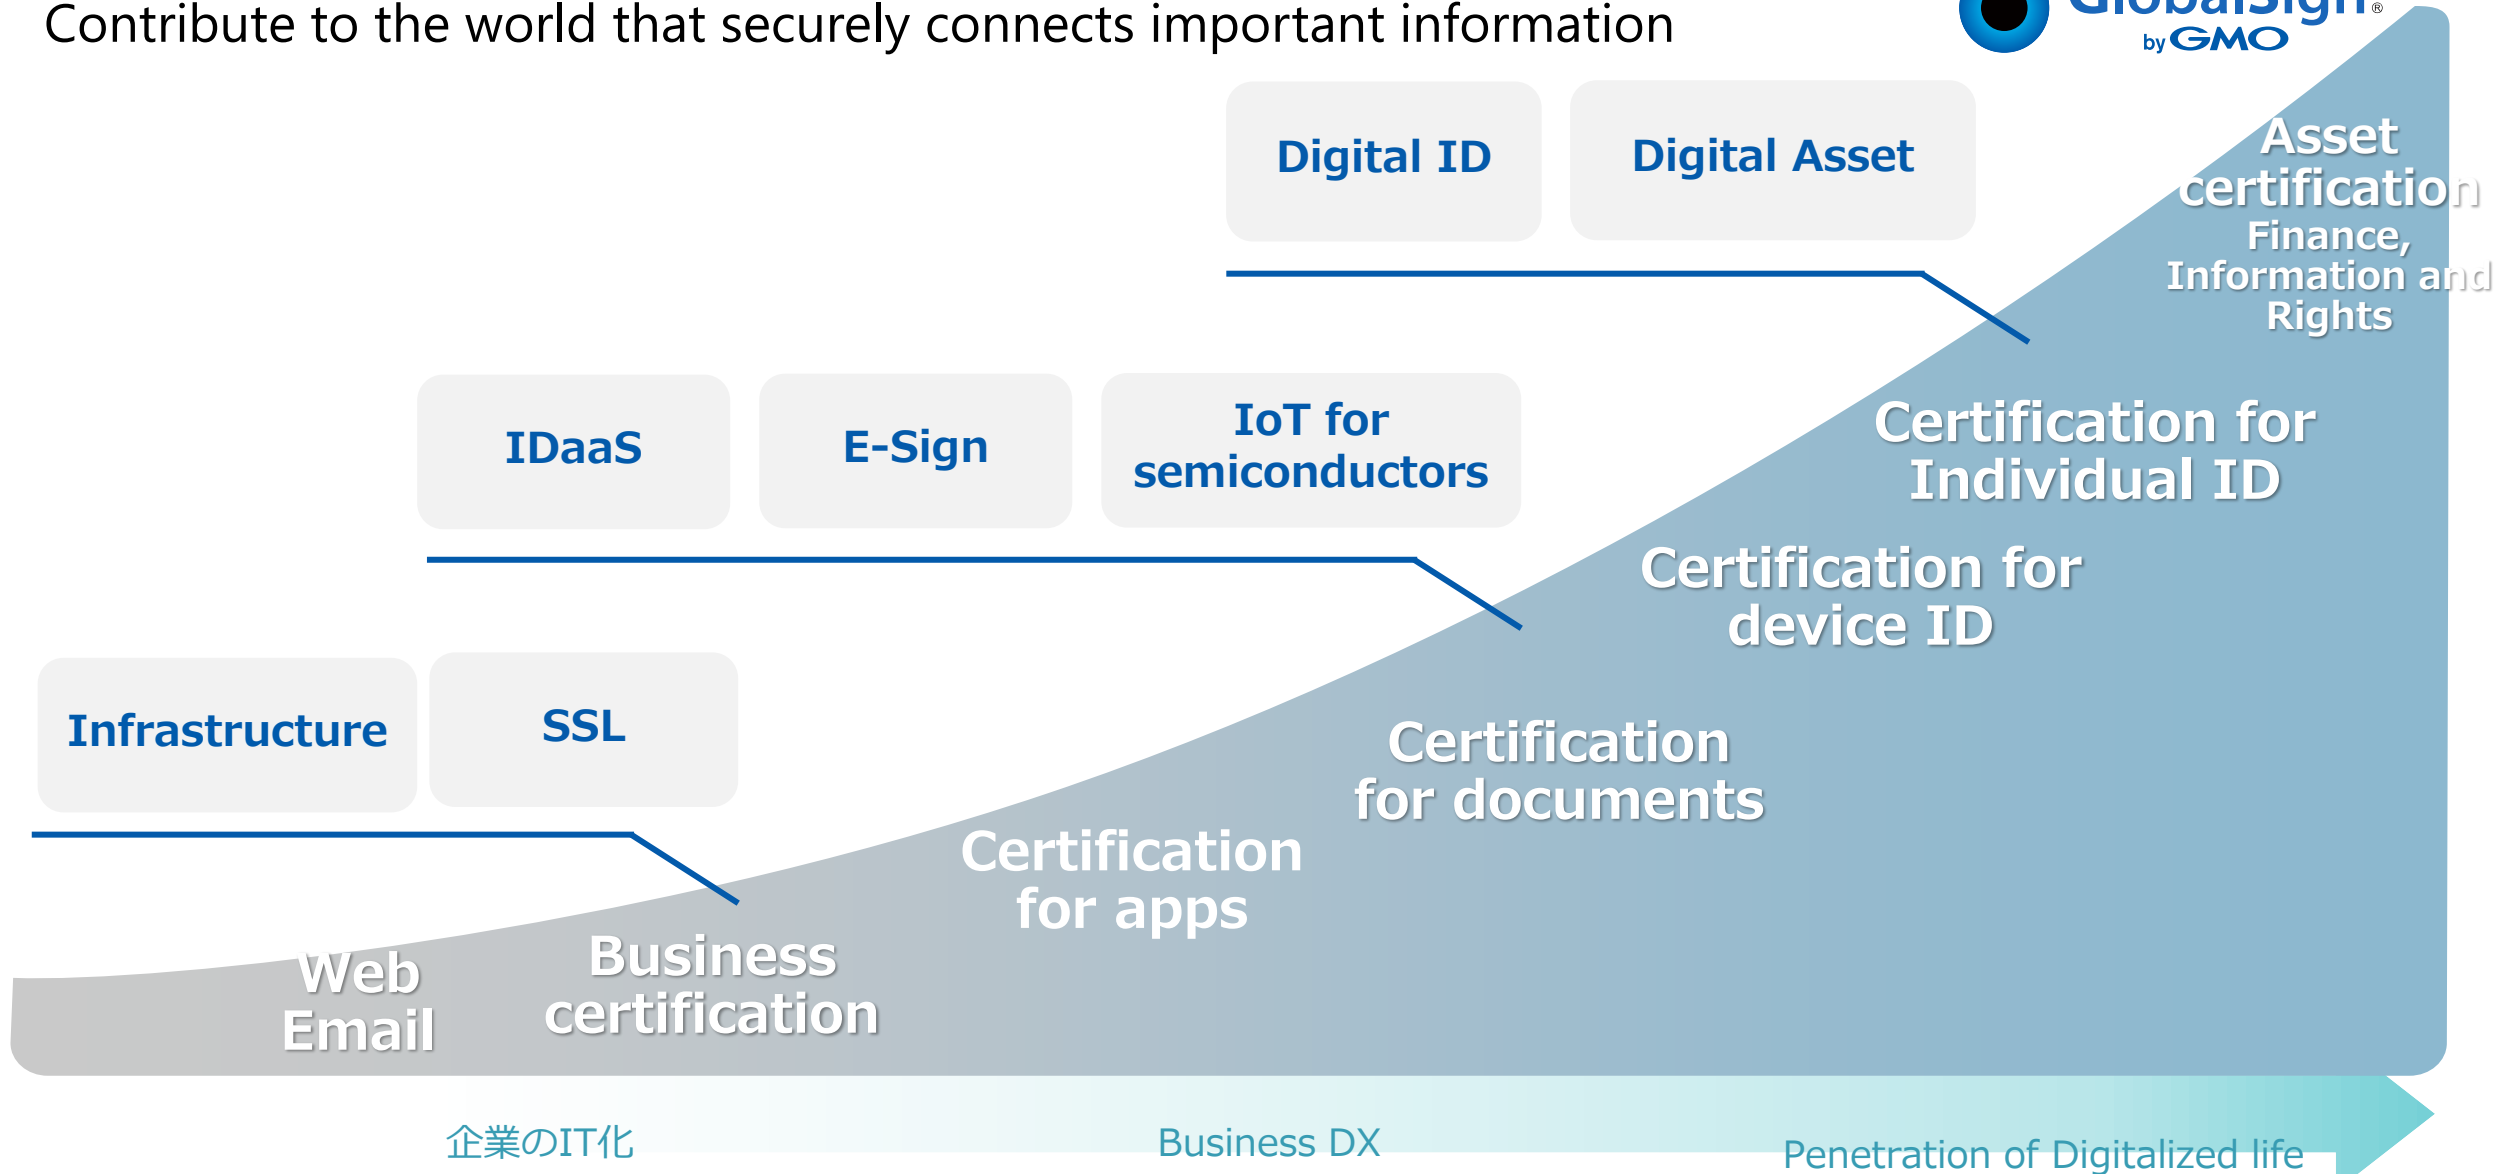 Contribute to the world that securely connects important information
GlobalSign®
by GMO
Digital ID
Digital Asset
Asset
certification
Finance,
Information and
Rights
IDaaS
E-Sign
IoT for
semiconductors
Certification for
Individual ID
Certification for
device ID
Infrastructure
SSL
Certification
for documents
Certification
for apps
Web
Email
Business
certification
企業のIT化
Business DX
Penetration of Digitalized life